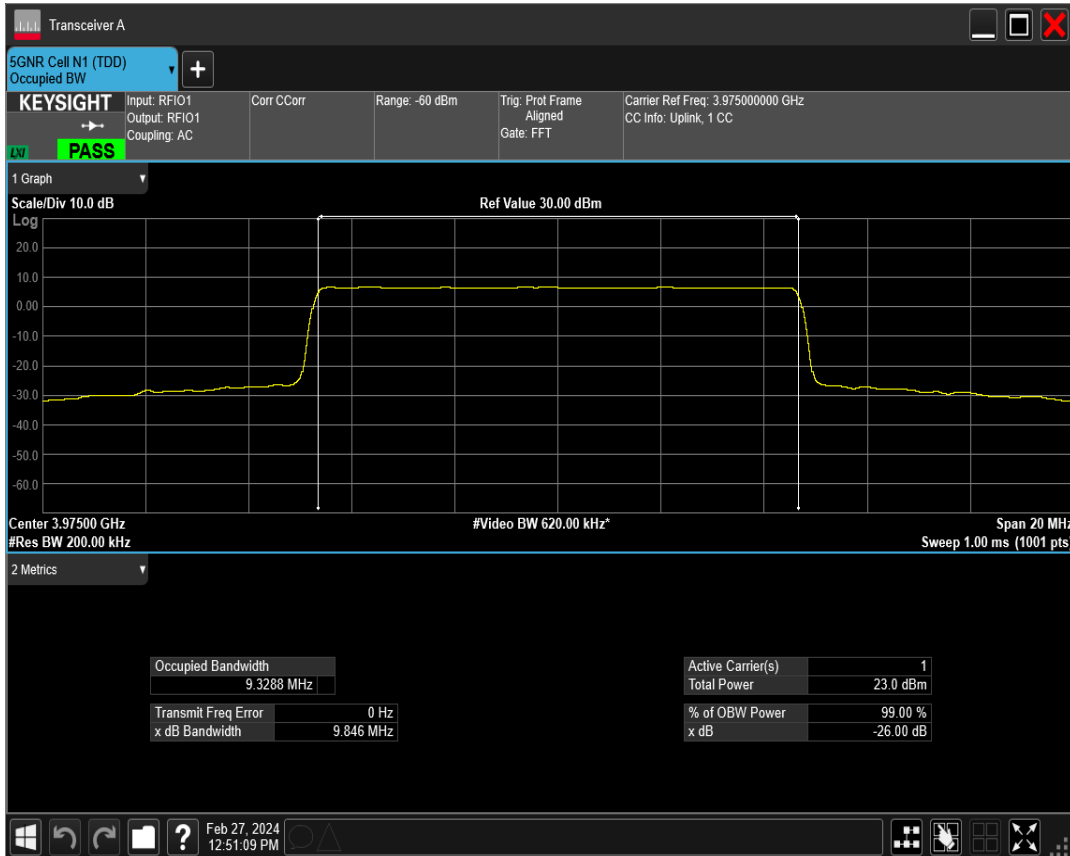 Transceiver A
5GNR Cell N1 (TDD)
Occupied BW
+
KEYSIGHT
LXI
PASS
Input: RFIO1
Output: RFIO1
Coupling: AC
Corr CCorr
Range: -60 dBm
Trig: Prot Frame
Aligned
Gate: FFT
Carrier Ref Freq: 3.975000000 GHz
CC Info: Uplink, 1 CC
1 Graph
Scale/Div 10.0 dB
Ref Value 30.00 dBm
Log
20.0
10.0
0.00
-10.0
-20.0
-30.0
-40.0
-50.0
-60.0
Center 3.97500 GHz
#Video BW 620.00 kHz*
Span 20 MHz
#Res BW 200.00 kHz
Sweep 1.00 ms (1001 pts)
2 Metrics
Occupied Bandwidth
9.3288 MHz
Transmit Freq Error 0 Hz
x dB Bandwidth 9.846 MHz
Active Carrier(s) 1
Total Power 23.0 dBm
% of OBW Power 99.00 %
x dB -26.00 dB
?
Feb 27, 2024
12:51:09 PM